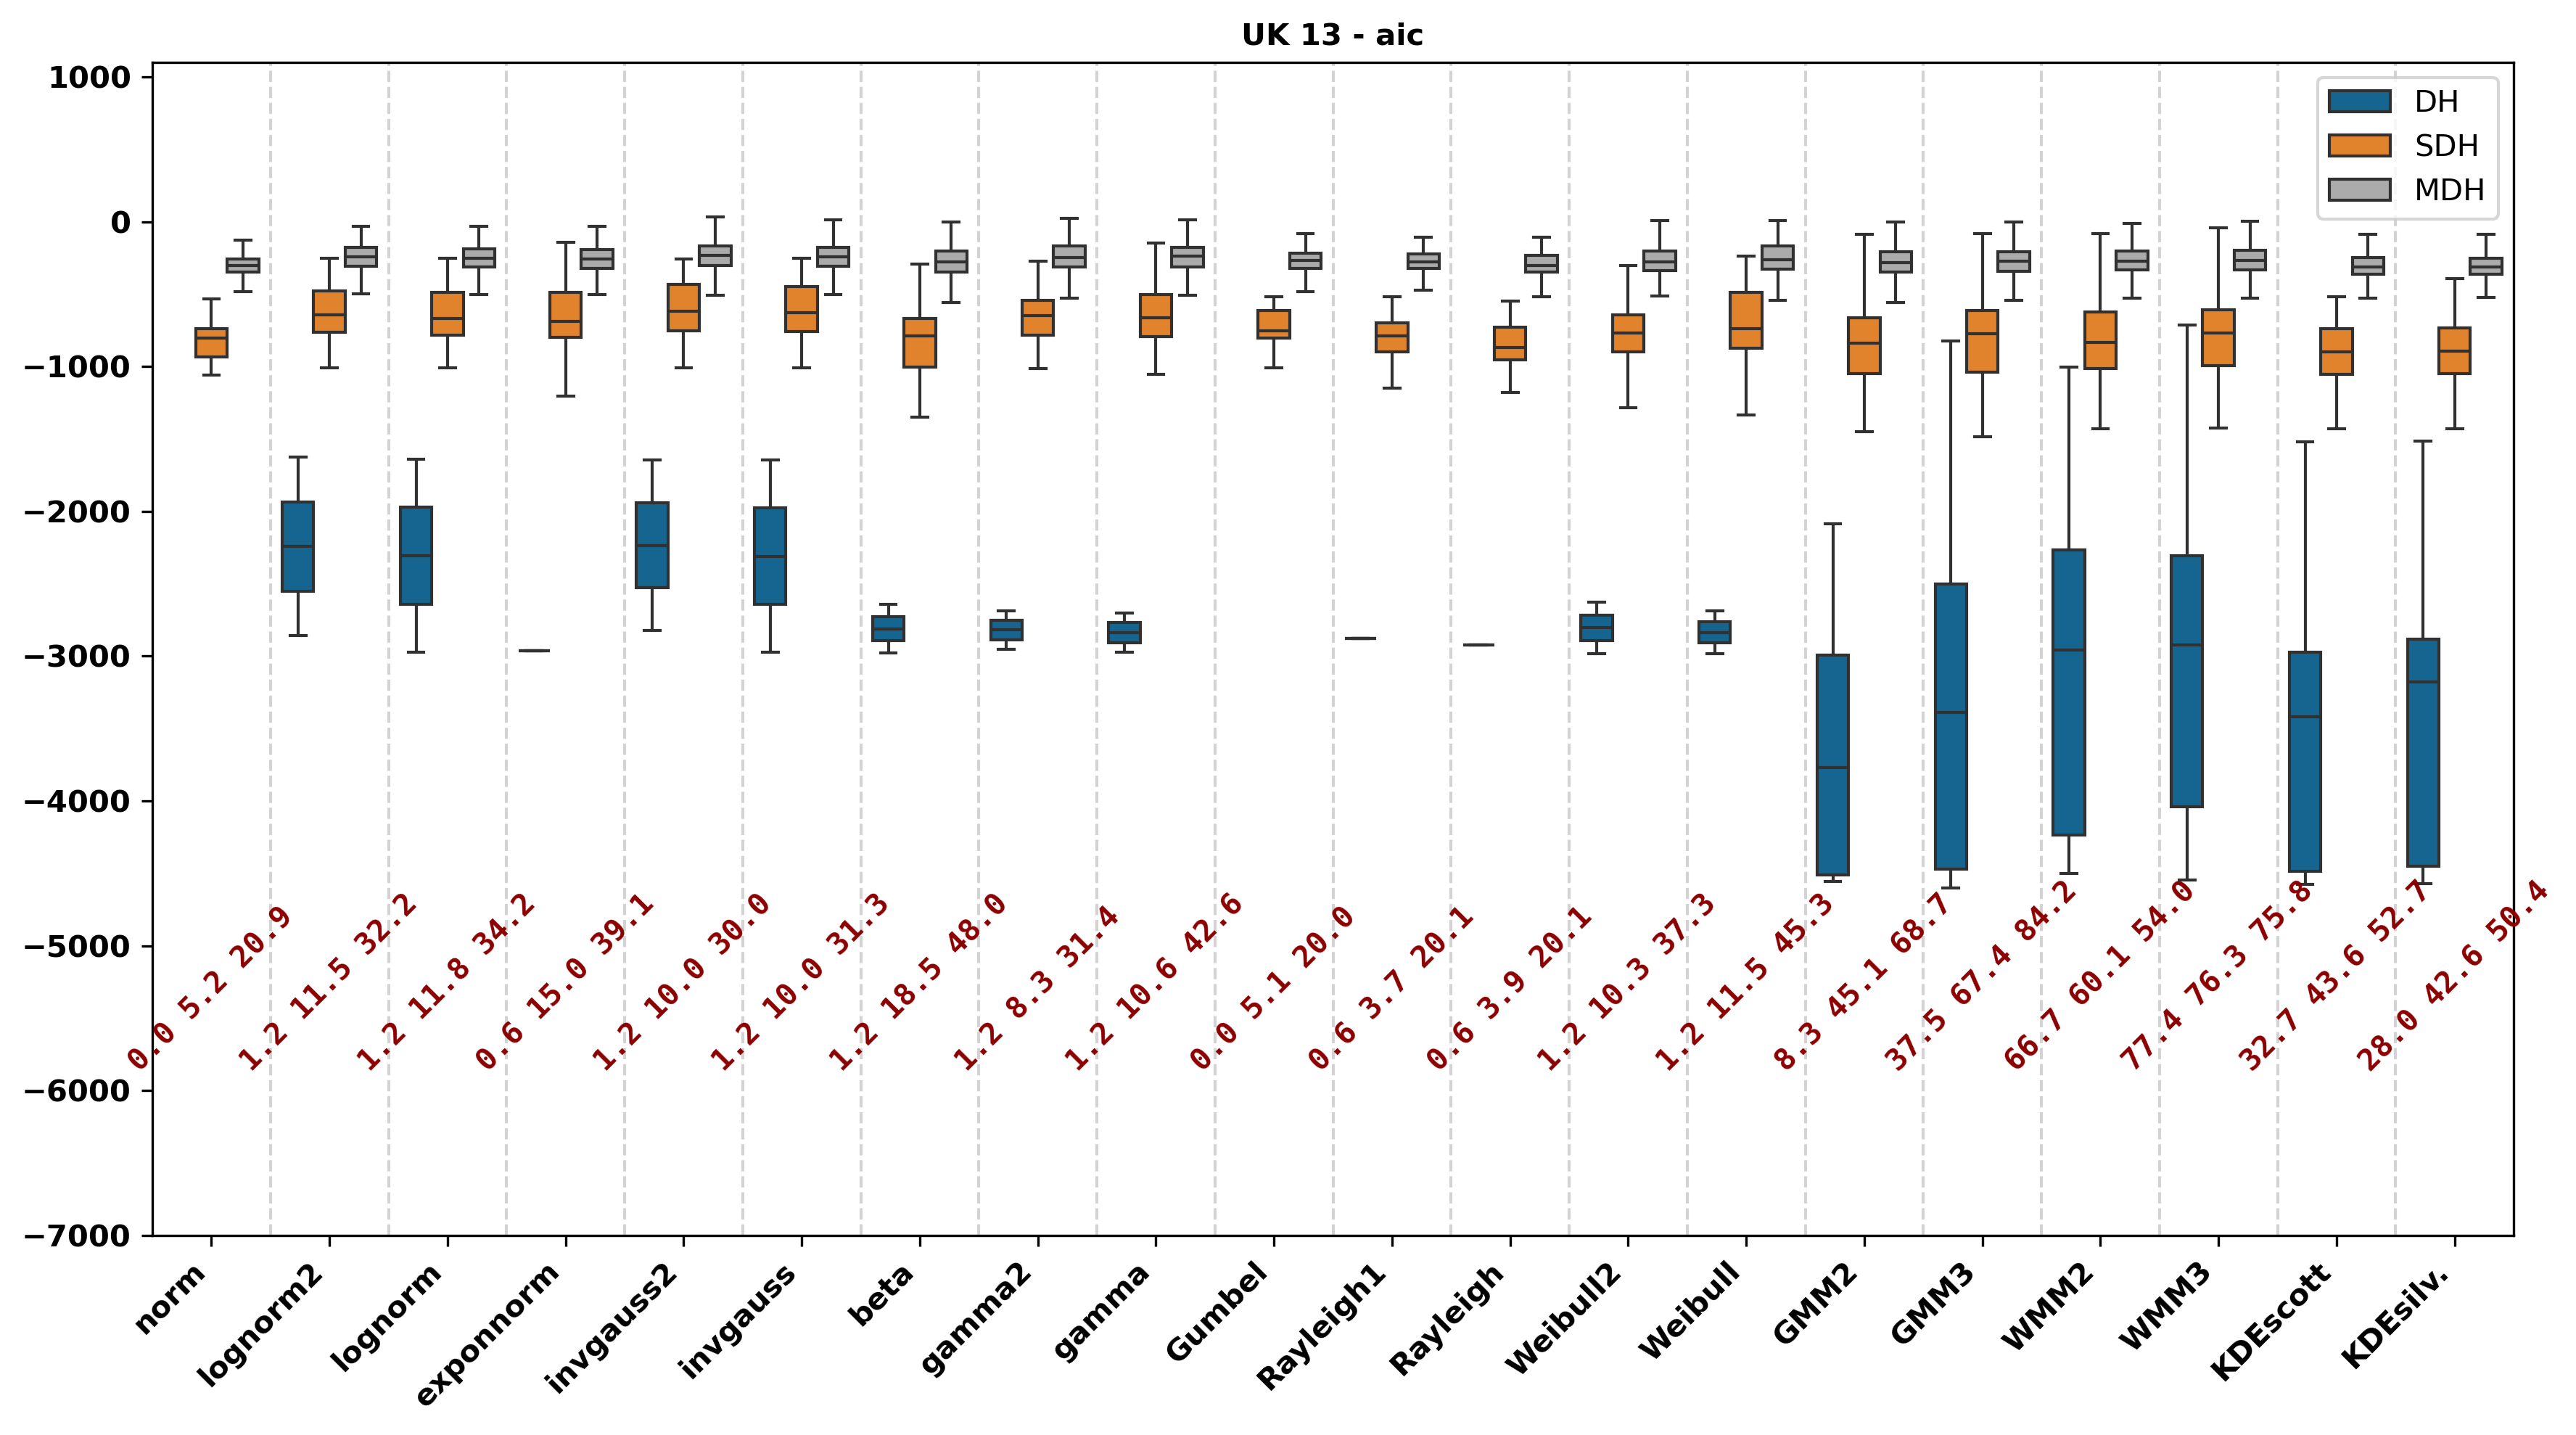 UK 13 - aic
1000
0
−1000
−2000
−3000
−4000
−5000
−6000
−7000
DH
SDH
MDH
0.0 5.2 20.9
1.2 11.5 32.2
1.2 11.8 34.2
0.6 15.0 39.1
1.2 10.0 30.0
1.2 10.0 31.3
1.2 18.5 48.0
1.2 8.3 31.4
1.2 10.6 42.6
0.0 5.1 20.0
0.6 3.7 20.1
0.6 3.9 20.1
1.2 10.3 37.3
1.2 11.5 45.3
8.3 45.1 68.7
37.5 67.4 84.2
66.7 60.1 54.0
77.4 76.3 75.8
32.7 43.6 52.7
28.0 42.6 50.4
norm
lognorm2
lognorm
exponnorm
invgauss2
invgauss
beta
gamma2
gamma
Gumbel
Rayleigh1
Rayleigh
Weibull2
Weibull
GMM2
GMM3
WMM2
WMM3
KDEscott
KDEsilv.